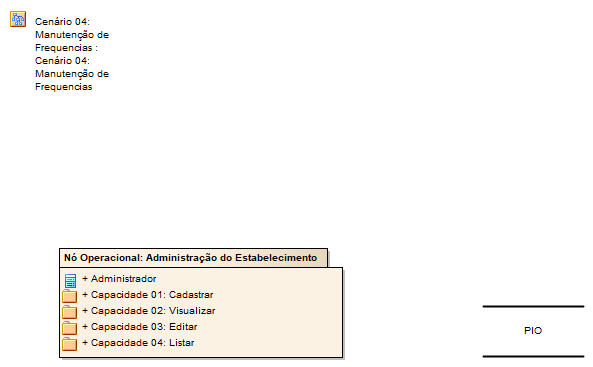 Cenário 04:
Manutenção de
Frequencias :
Cenário 04:
Manutenção de
Frequencias
Nó Operacional: Administração do Estabelecimento
+ Administrador
+ Capacidade 01: Cadastrar
+ Capacidade 02: Visualizar
+ Capacidade 03: Editar
+ Capacidade 04: Listar
PIO